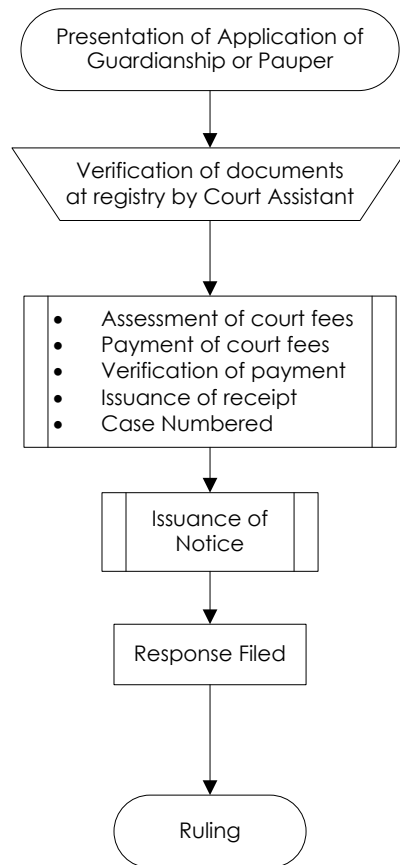 Presentation of Application of
Guardianship or Pauper
Verification of documents
at registry by Court Assistant
• Assessment of court fees
• Payment of court fees
• Verification of payment
• Issuance of receipt
• Case Numbered
Issuance of
Notice
Response Filed
Ruling